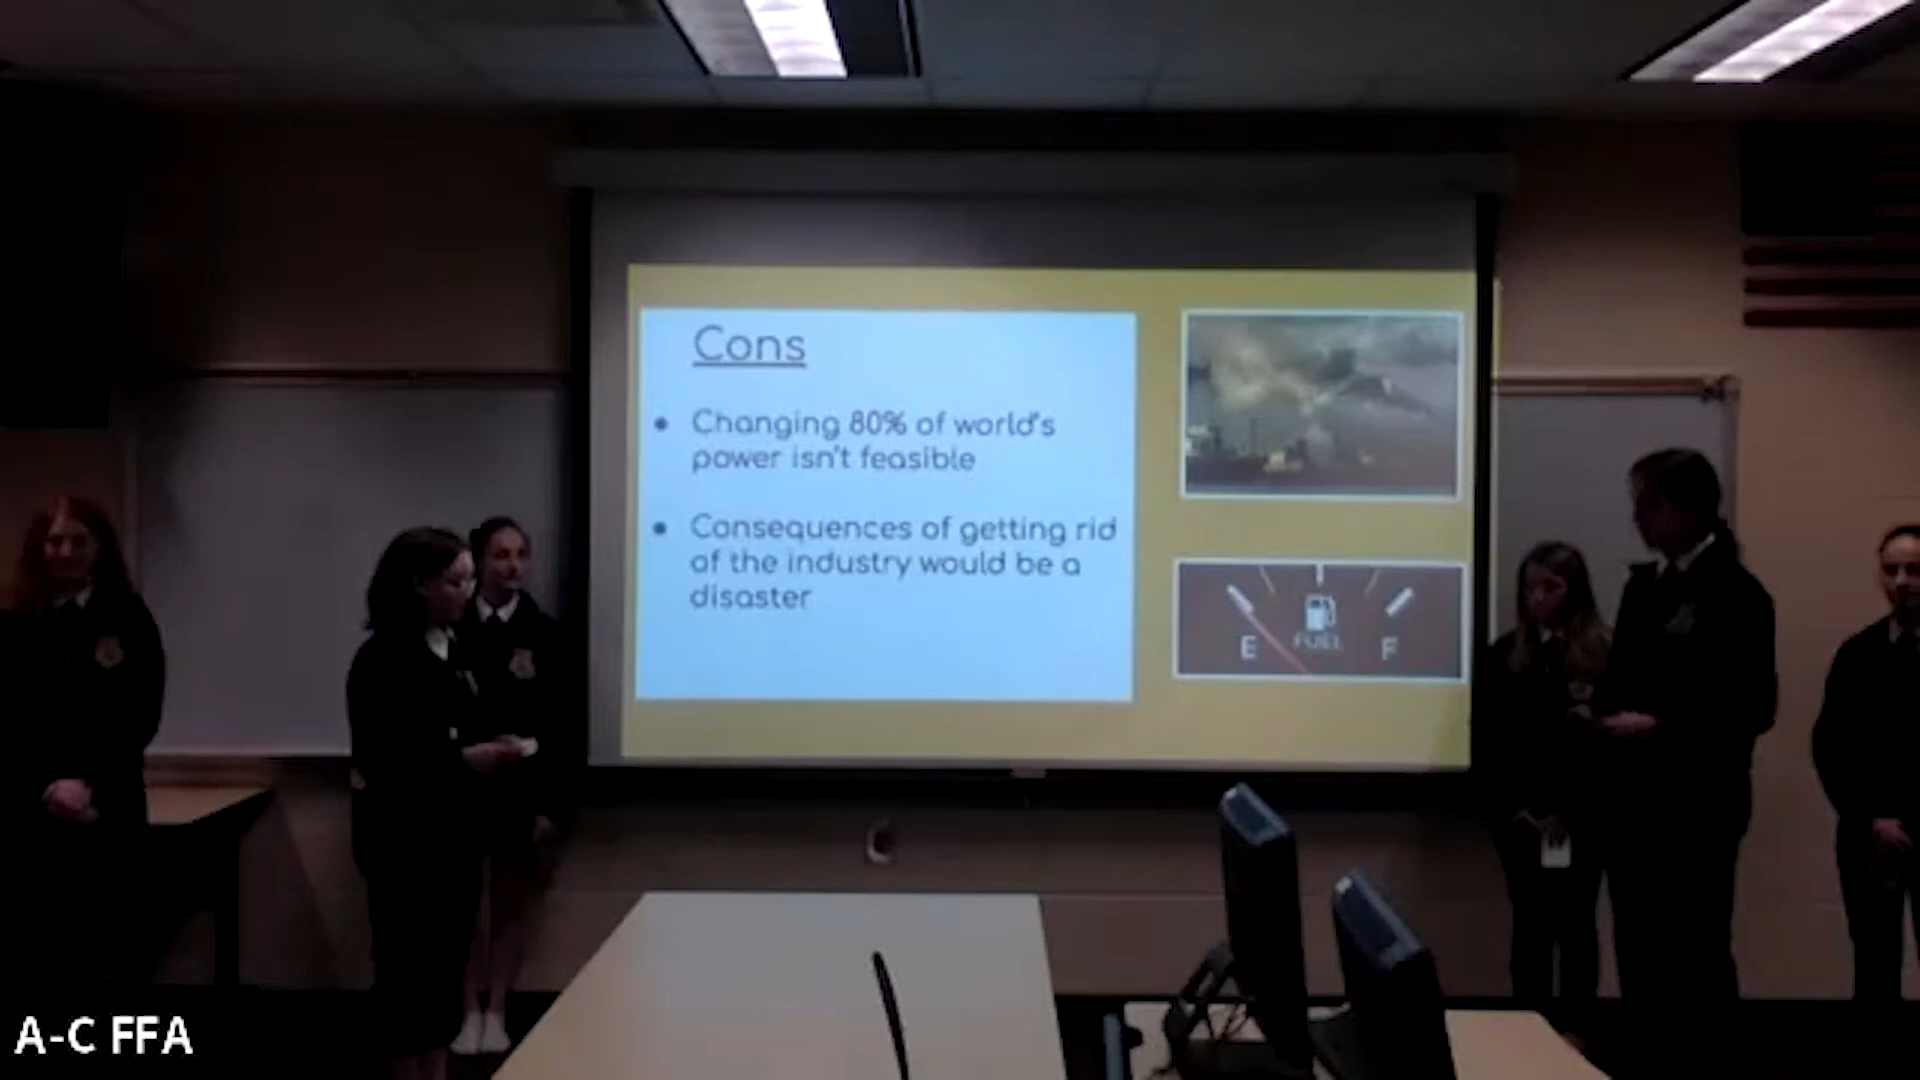 Cons
Changing 80% of world's
power isn't feasible
Consequences of getting rid
of the industry would be a
disaster
E
FUEL
F
A-C FFA